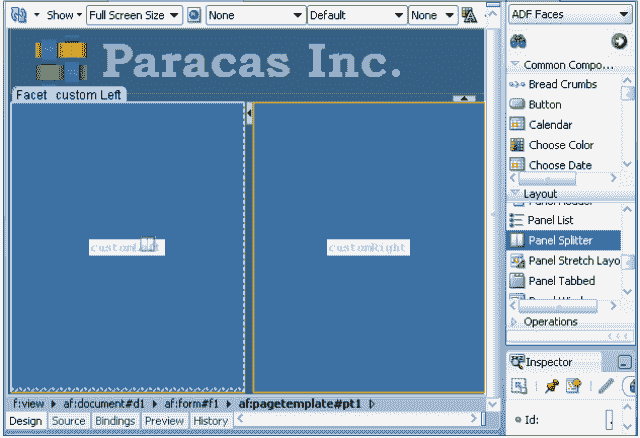 Show Full Screen Size None Default None
ADF Faces
Paracas Inc.
Facet custom Left
customRight
Common Compo...
Bread Crumbs
Button
Calendar
Choose Color
Choose Date
Layout
Panel Header
Panel List
Panel Splitter
Panel Stretch Layo
Panel Tabbed
Operations
f:view af:document#d1 af:form#f1 af:pagetemplate#pt1
Design Source Bindings Preview History
Inspector
Id: